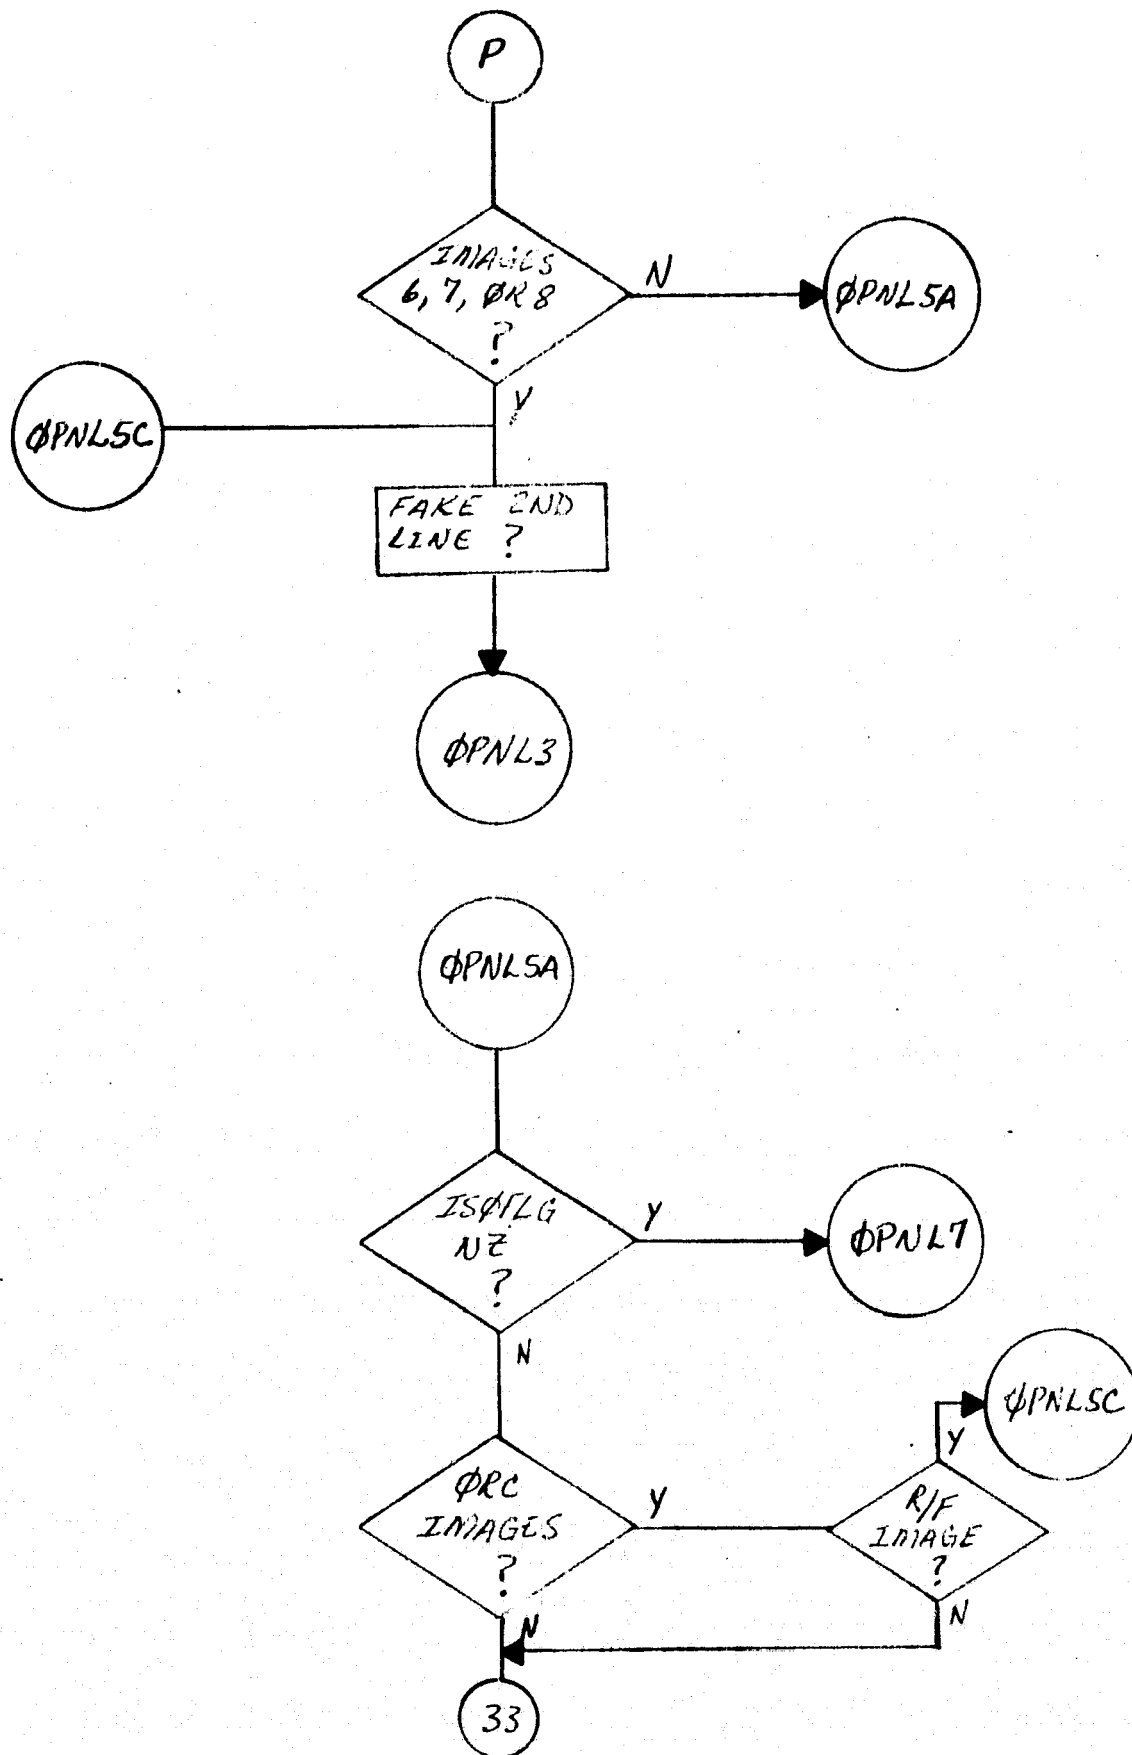 P
IMAGES
6, 7, ØR 8
?
N
ØPNL5A
Y
ØPNL5C
FAKE 2ND
LINE ?
ØPNL3
ØPNL5A
ISØFLG
NZ
?
Y
ØPNL7
N
ØPNL5C
Y
ØRC
IMAGES
?
Y
R/F
IMAGE
?
N
N
33